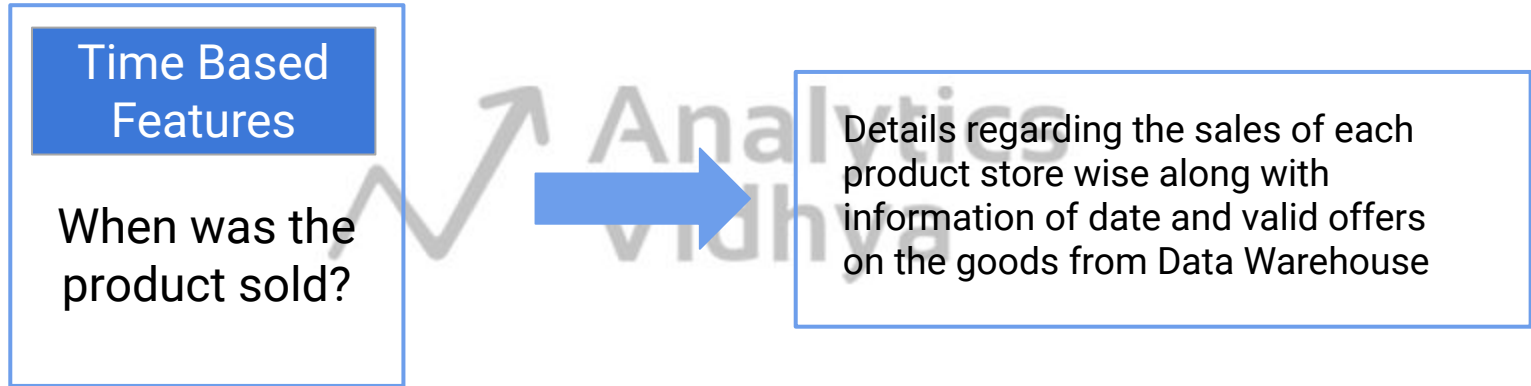 Time Based
Features
When was the
product sold?
Analytics
Vidhya
Details regarding the sales of each
product store wise along with
information of date and valid offers
on the goods from Data Warehouse